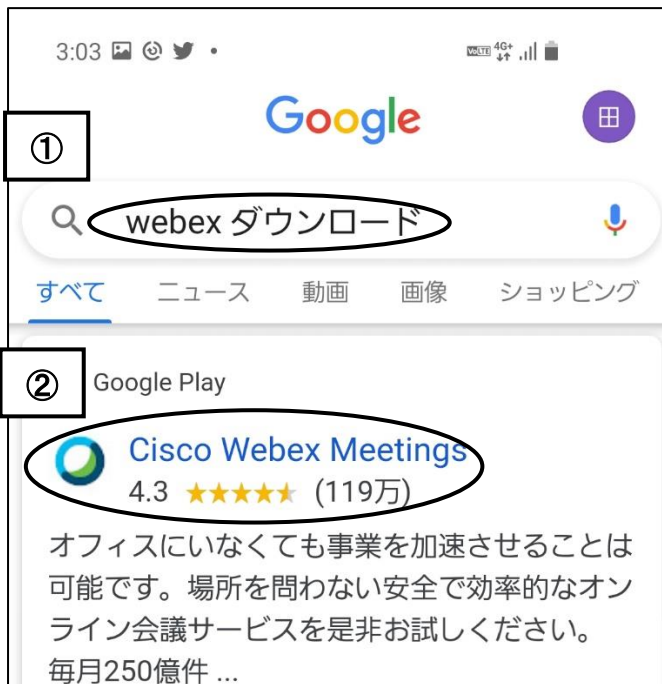 3:03
VoLTE 4G+
Google
田
①
webex ダウンロード
すべて ニュース 動画 画像 ショッピング
②
Google Play
Cisco Webex Meetings
4.3 ★★★★★ (119万)
オフィスにいなくても事業を加速させることは
可能です。場所を問わない安全で効率的なオン
ライン会議サービスを是非お試しください。
毎月250億件 ...